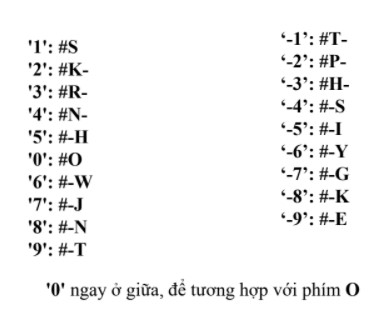 '1': #S
'2': #K-
'3': #R-
'4': #N-
'5': #-H
'0': #O
'6': #-W
'7': #-J
'8': #-N
'9': #-T
‘-1’: #T-
‘-2’: #P-
‘-3’: #H-
‘-4’: #-S
‘-5’: #-I
‘-6’: #-Y
‘-7’: #-G
‘-8’: #-K
‘-9’: #-E
'0' ngay ở giữa, để tương hợp với phím O